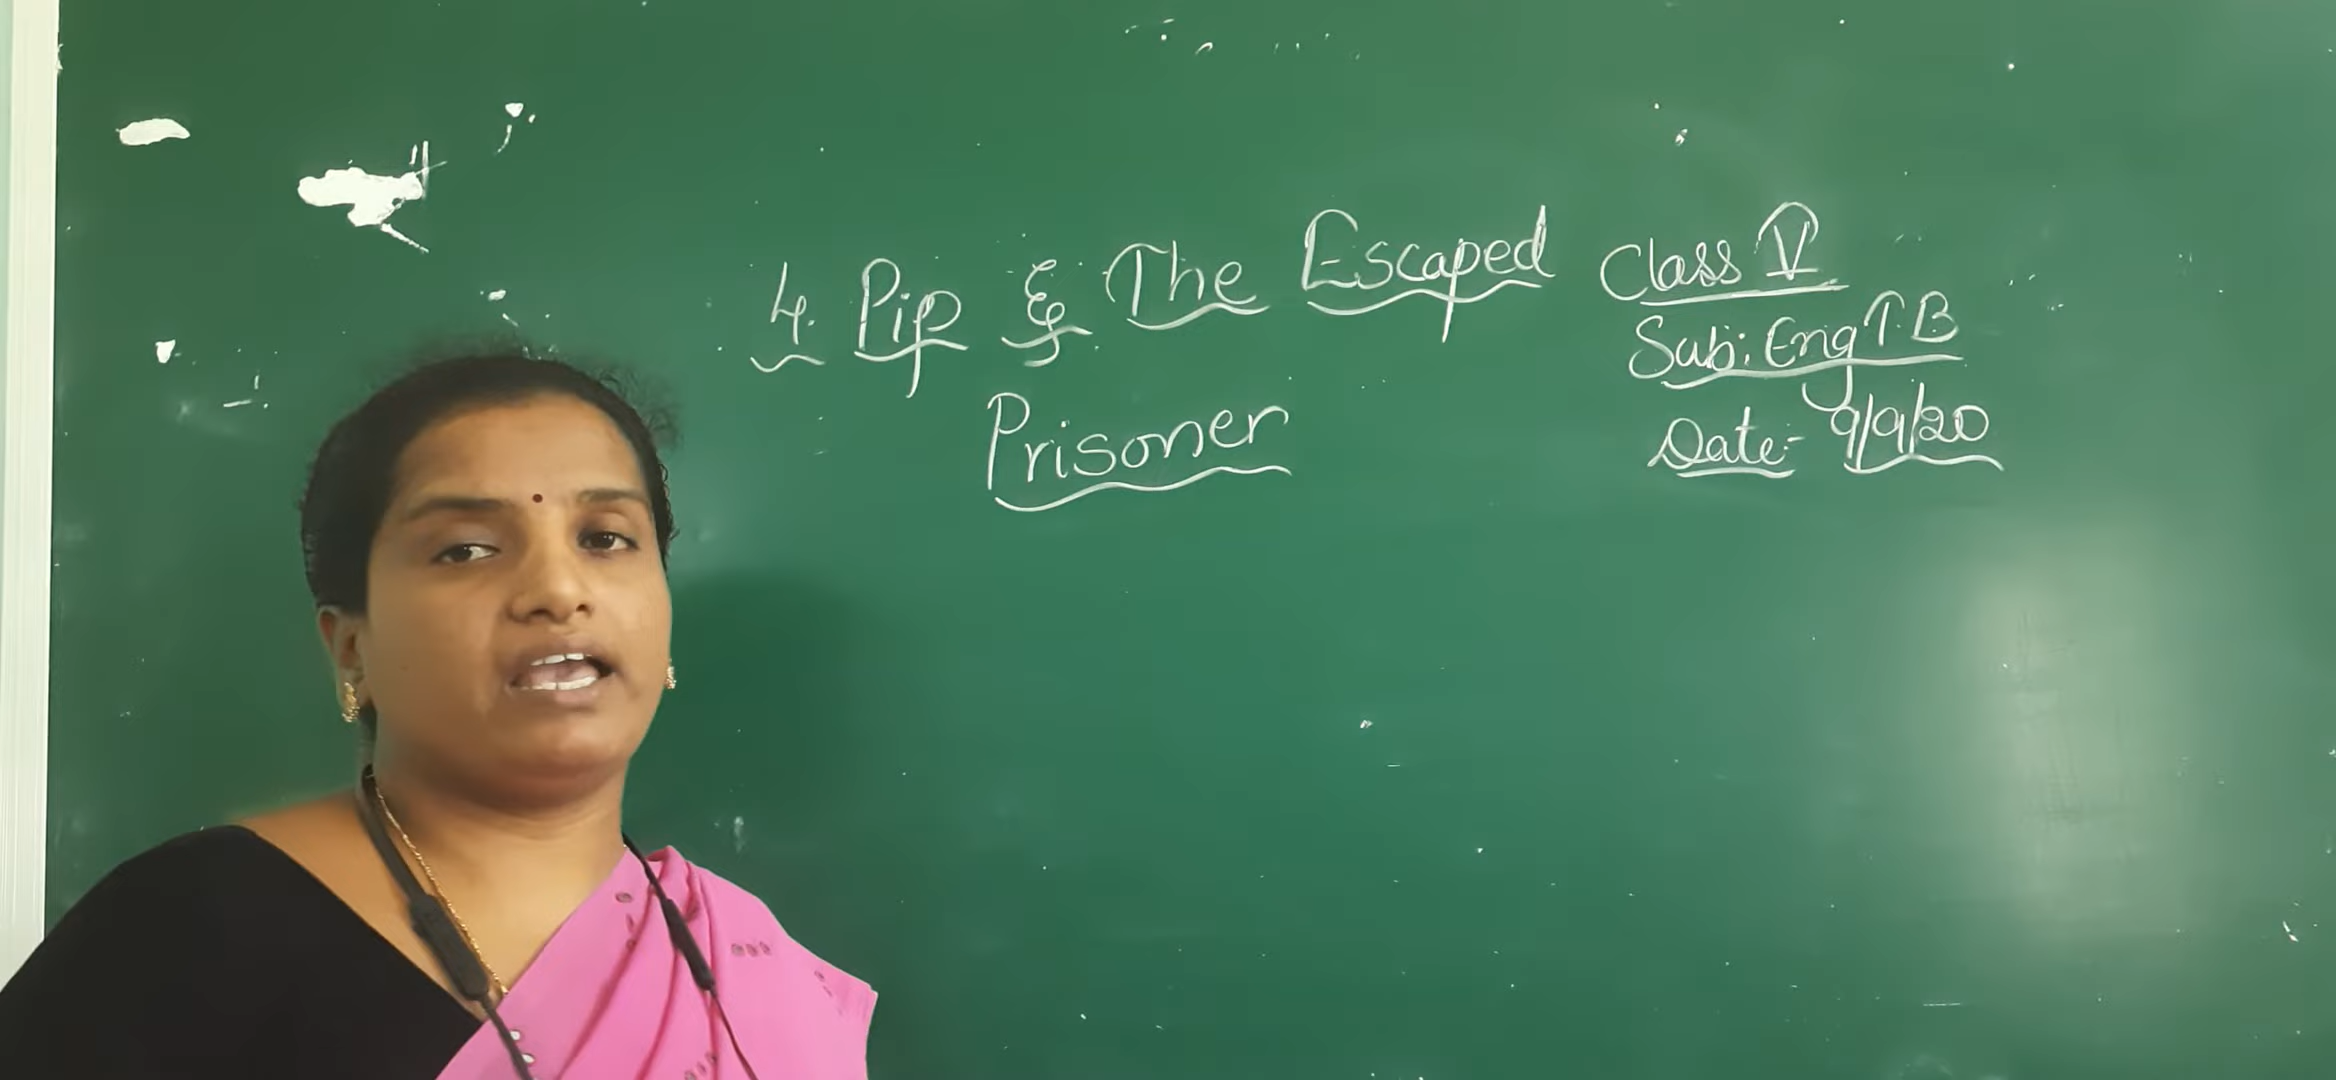 4. Pip & The Escaped
Prisoner
Class V
Sub: Eng T.B
Date:- 9/9/20